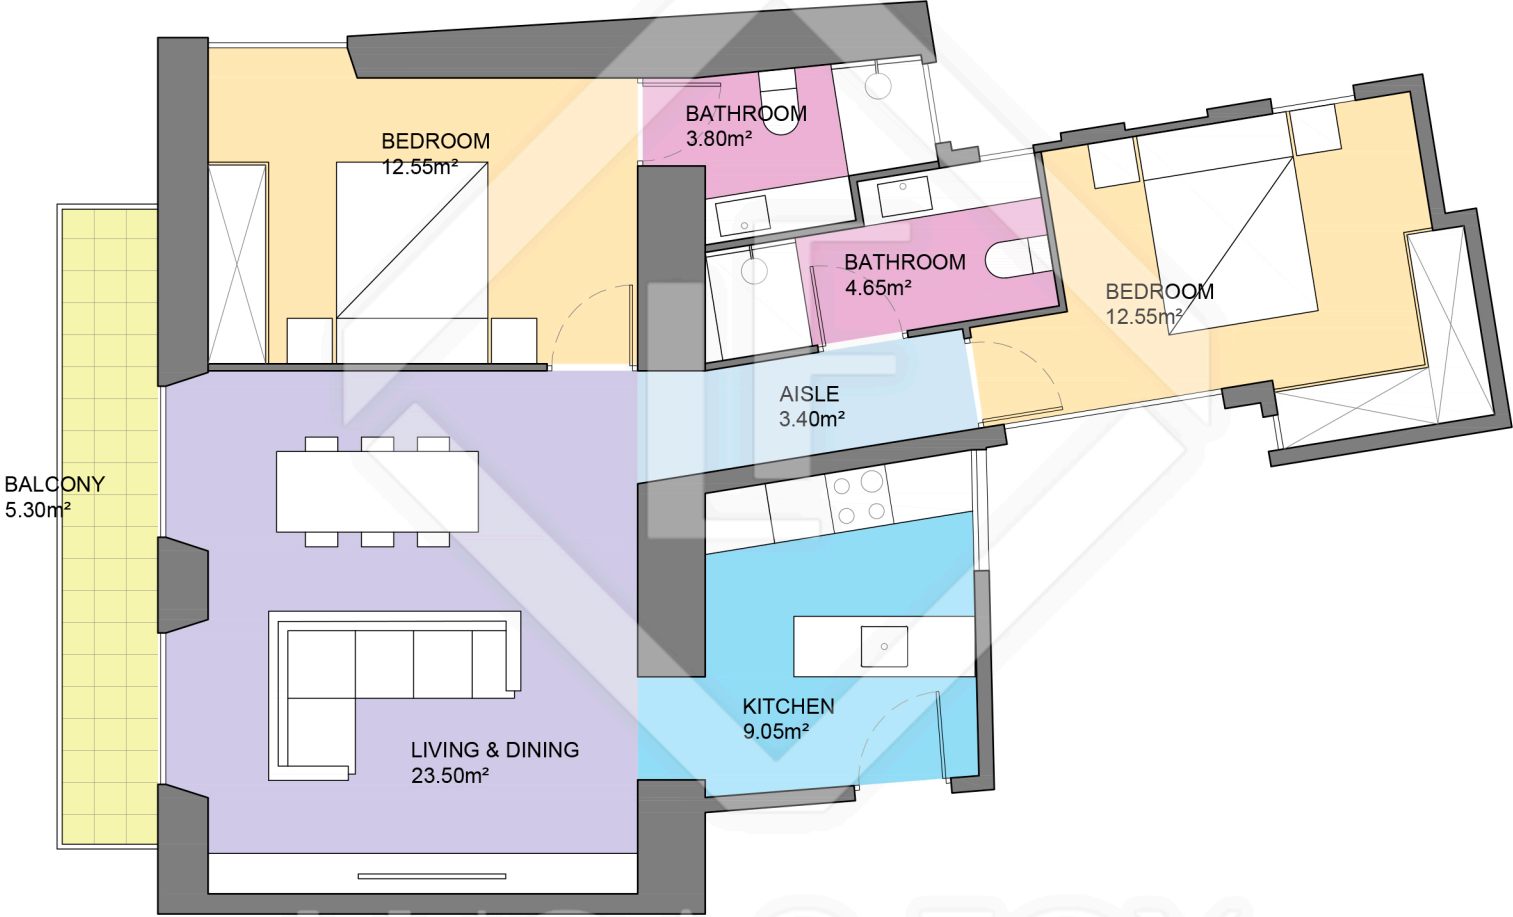 BEDROOM
12.55m²
BATHROOM
3.80m²
BATHROOM
4.65m²
BEDROOM
12.55m²
AISLE
3.40m²
BALCONY
5.30m²
KITCHEN
9.05m²
LIVING & DINING
23.50m²